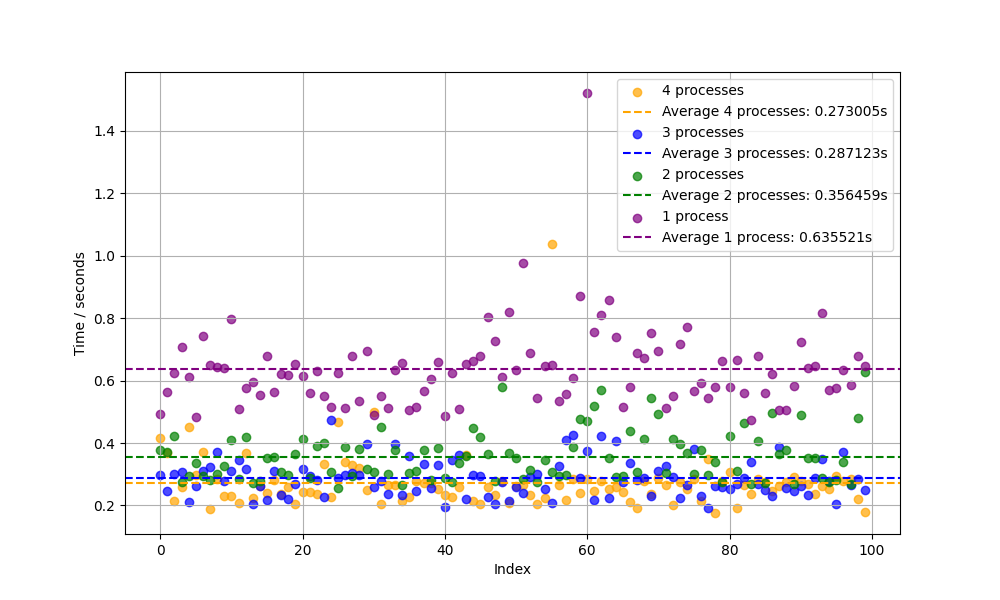 4 processes
Average 4 processes: 0.273005s
3 processes
Average 3 processes: 0.287123s
2 processes
Average 2 processes: 0.356459s
1 process
Average 1 process: 0.635521s
Time / seconds
1.4
1.2
1.0
0.8
0.6
0.4
0.2
0 20 40 60 80 100
Index